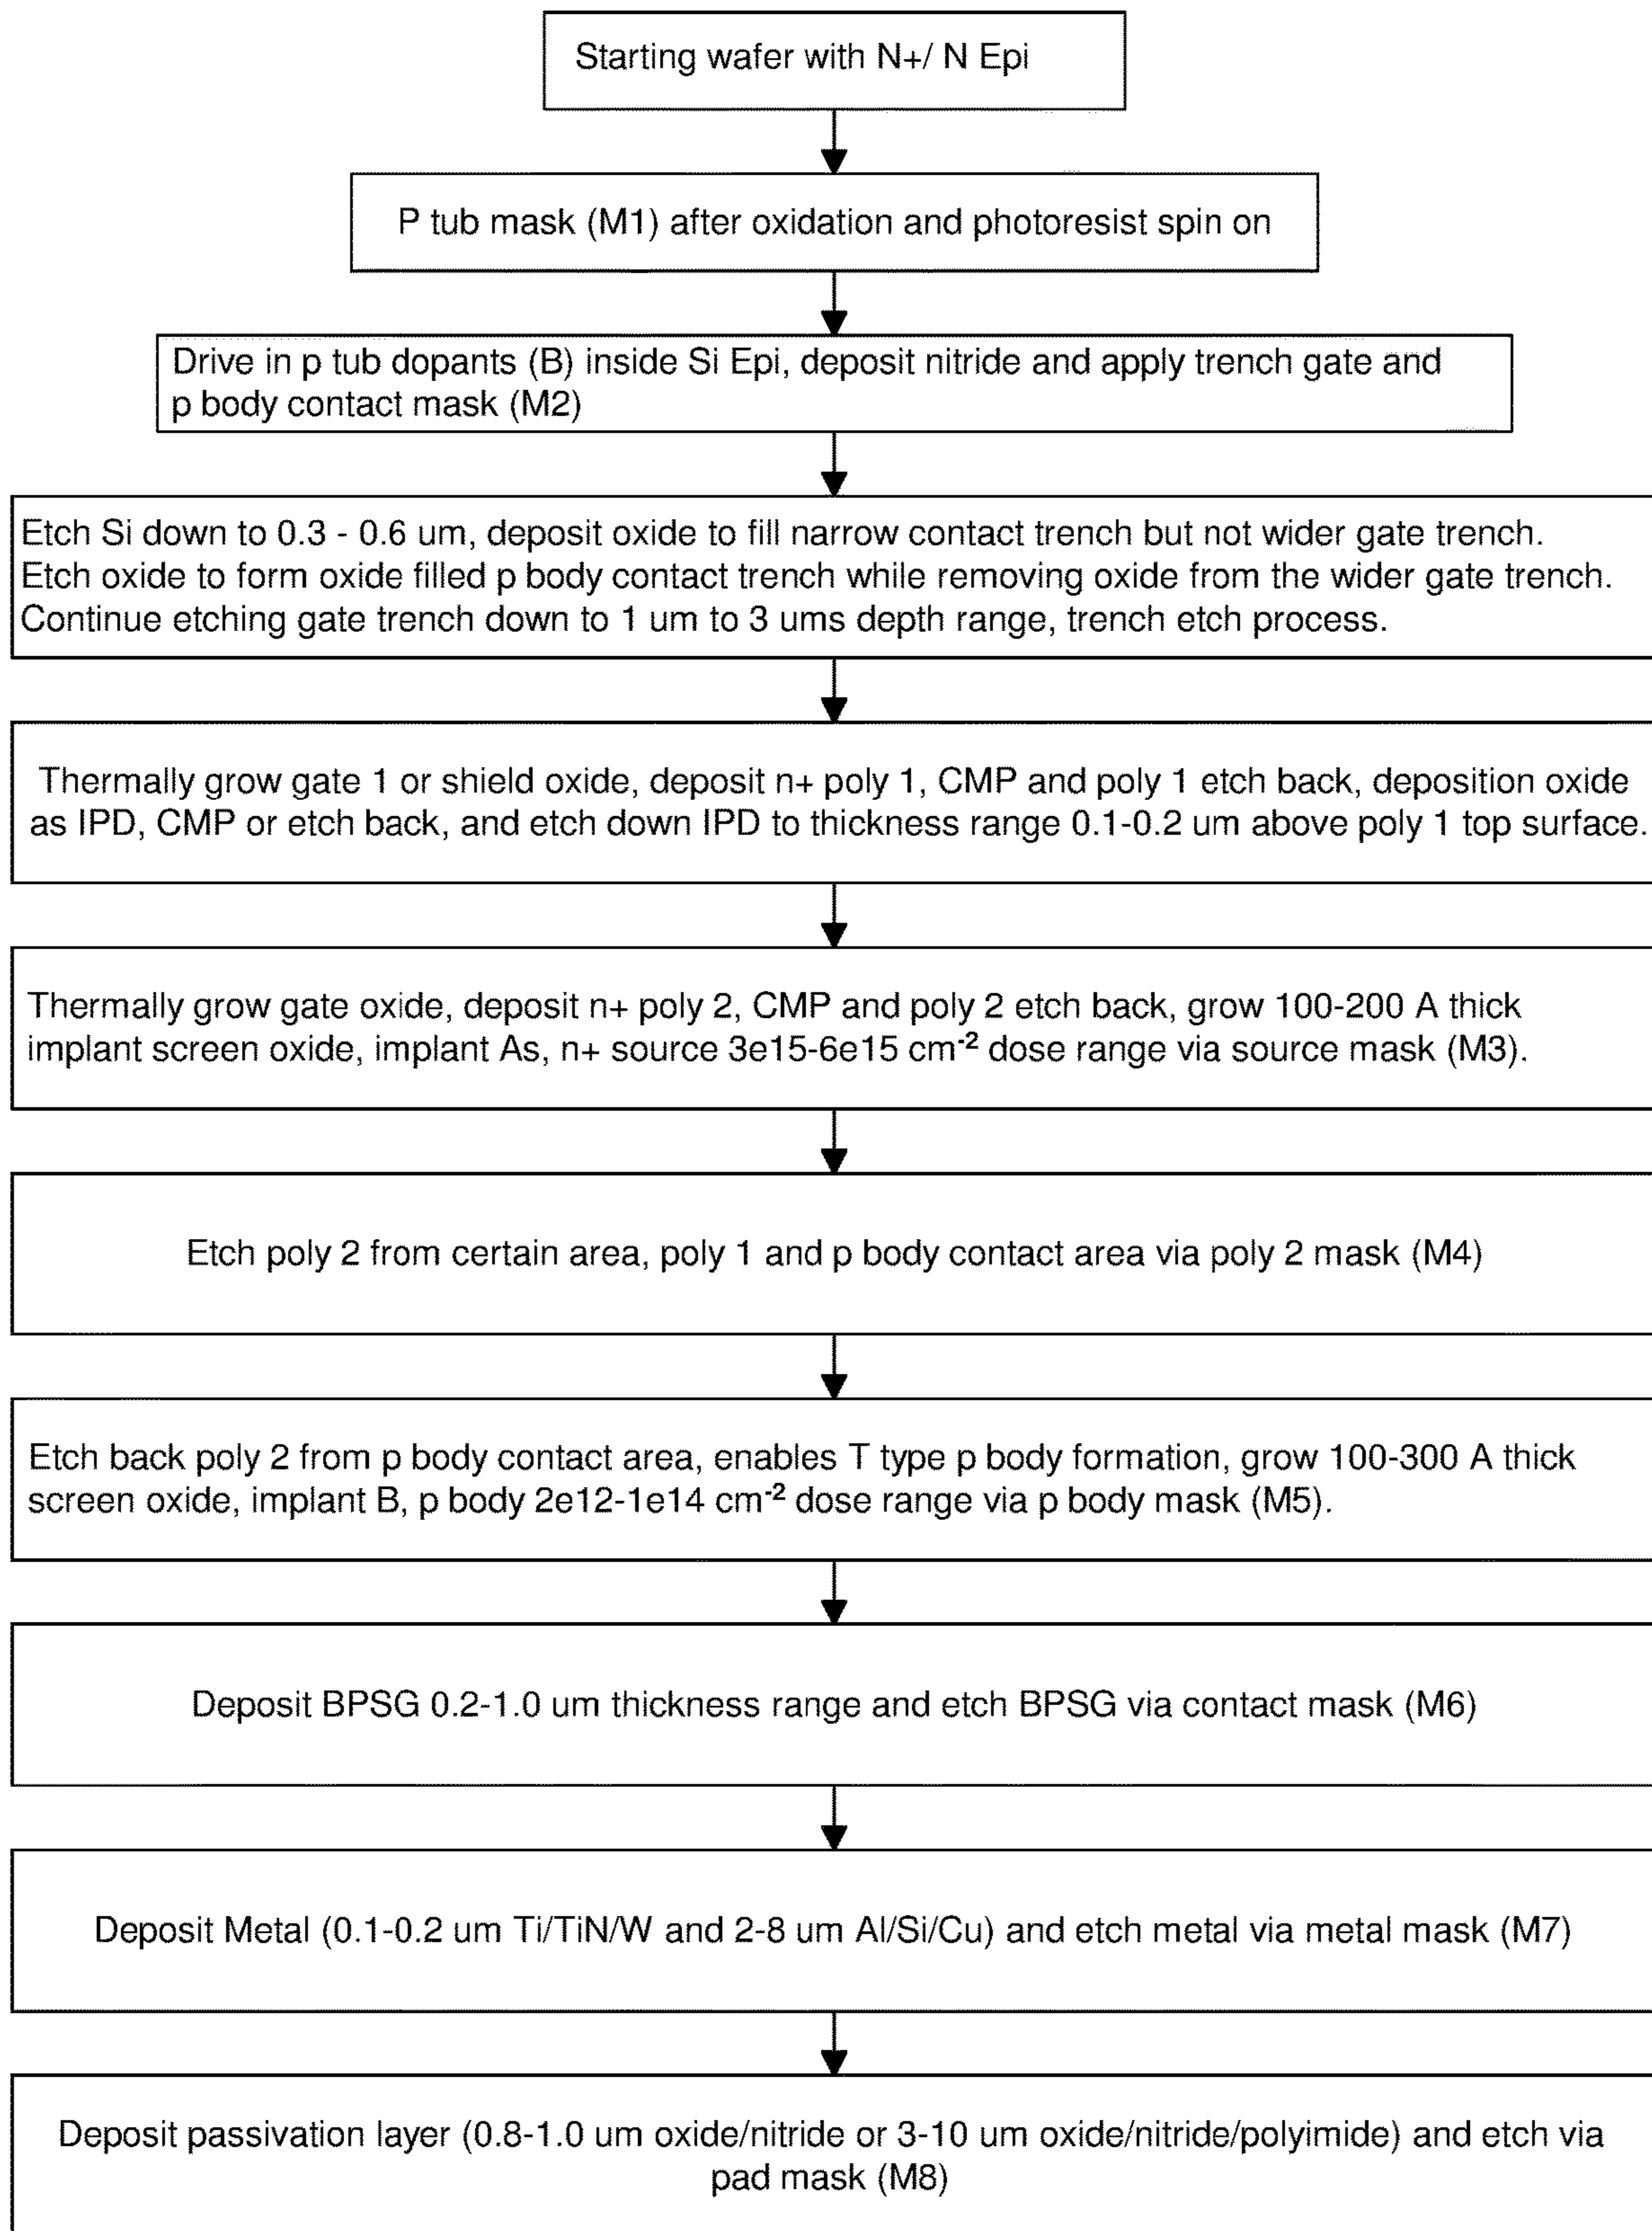 Starting wafer with N+/ N Epi
P tub mask (M1) after oxidation and photoresist spin on
Drive in p tub dopants (B) inside Si Epi, deposit nitride and apply trench gate and
p body contact mask (M2)
Etch Si down to 0.3 - 0.6 um, deposit oxide to fill narrow contact trench but not wider gate trench.
Etch oxide to form oxide filled p body contact trench while removing oxide from the wider gate trench.
Continue etching gate trench down to 1 um to 3 ums depth range, trench etch process.
Thermally grow gate 1 or shield oxide, deposit n+ poly 1, CMP and poly 1 etch back, deposition oxide
as IPD, CMP or etch back, and etch down IPD to thickness range 0.1-0.2 um above poly 1 top surface.
Thermally grow gate oxide, deposit n+ poly 2, CMP and poly 2 etch back, grow 100-200 A thick
implant screen oxide, implant As, n+ source 3e15-6e15 cm⁻² dose range via source mask (M3).
Etch poly 2 from certain area, poly 1 and p body contact area via poly 2 mask (M4)
Etch back poly 2 from p body contact area, enables T type p body formation, grow 100-300 A thick
screen oxide, implant B, p body 2e12-1e14 cm⁻² dose range via p body mask (M5).
Deposit BPSG 0.2-1.0 um thickness range and etch BPSG via contact mask (M6)
Deposit Metal (0.1-0.2 um Ti/TiN/W and 2-8 um Al/Si/Cu) and etch metal via metal mask (M7)
Deposit passivation layer (0.8-1.0 um oxide/nitride or 3-10 um oxide/nitride/polyimide) and etch via
pad mask (M8)